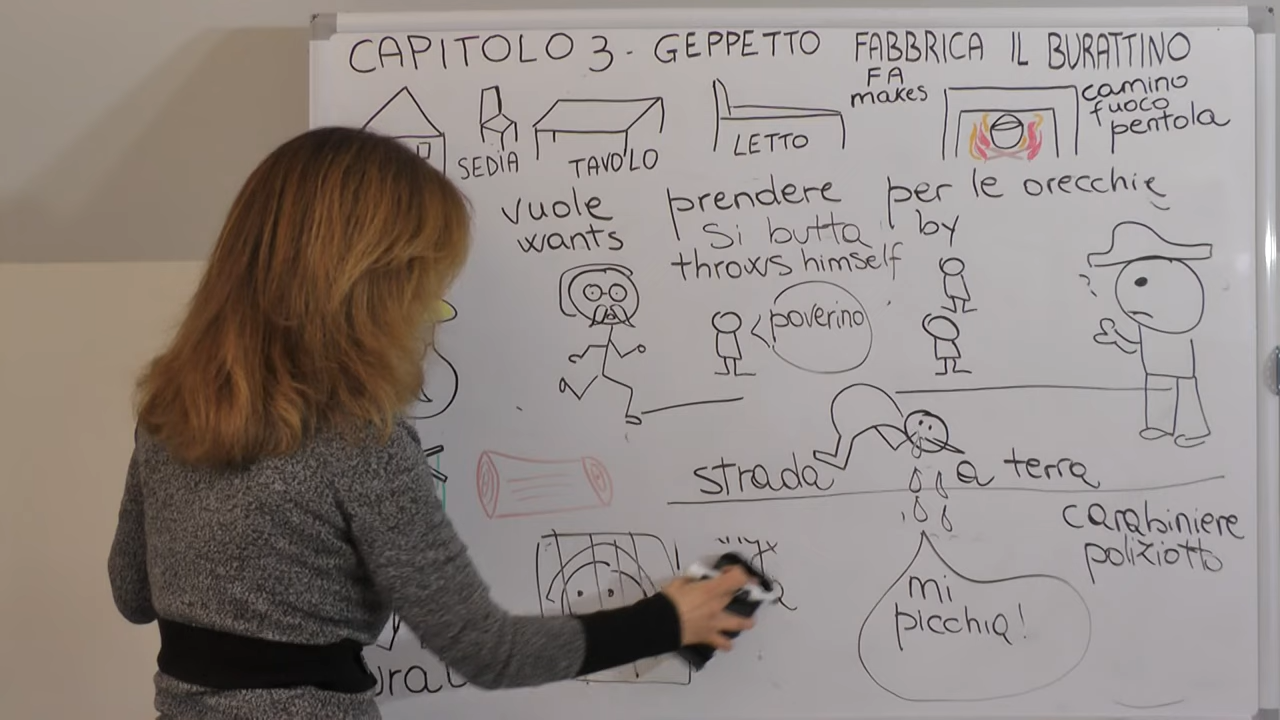 CAPITOLO 3 - GEPPETTO FABBRICA IL BURATTINO
FA
makes
camino
fuoco
pentola
SEDIA
TAVOLO
LETTO
vuole prendere per le orecchie
wants
si butta
by
throws himself
poverino
strada
a terra
carabiniere
poliziotto
mi
picchia!